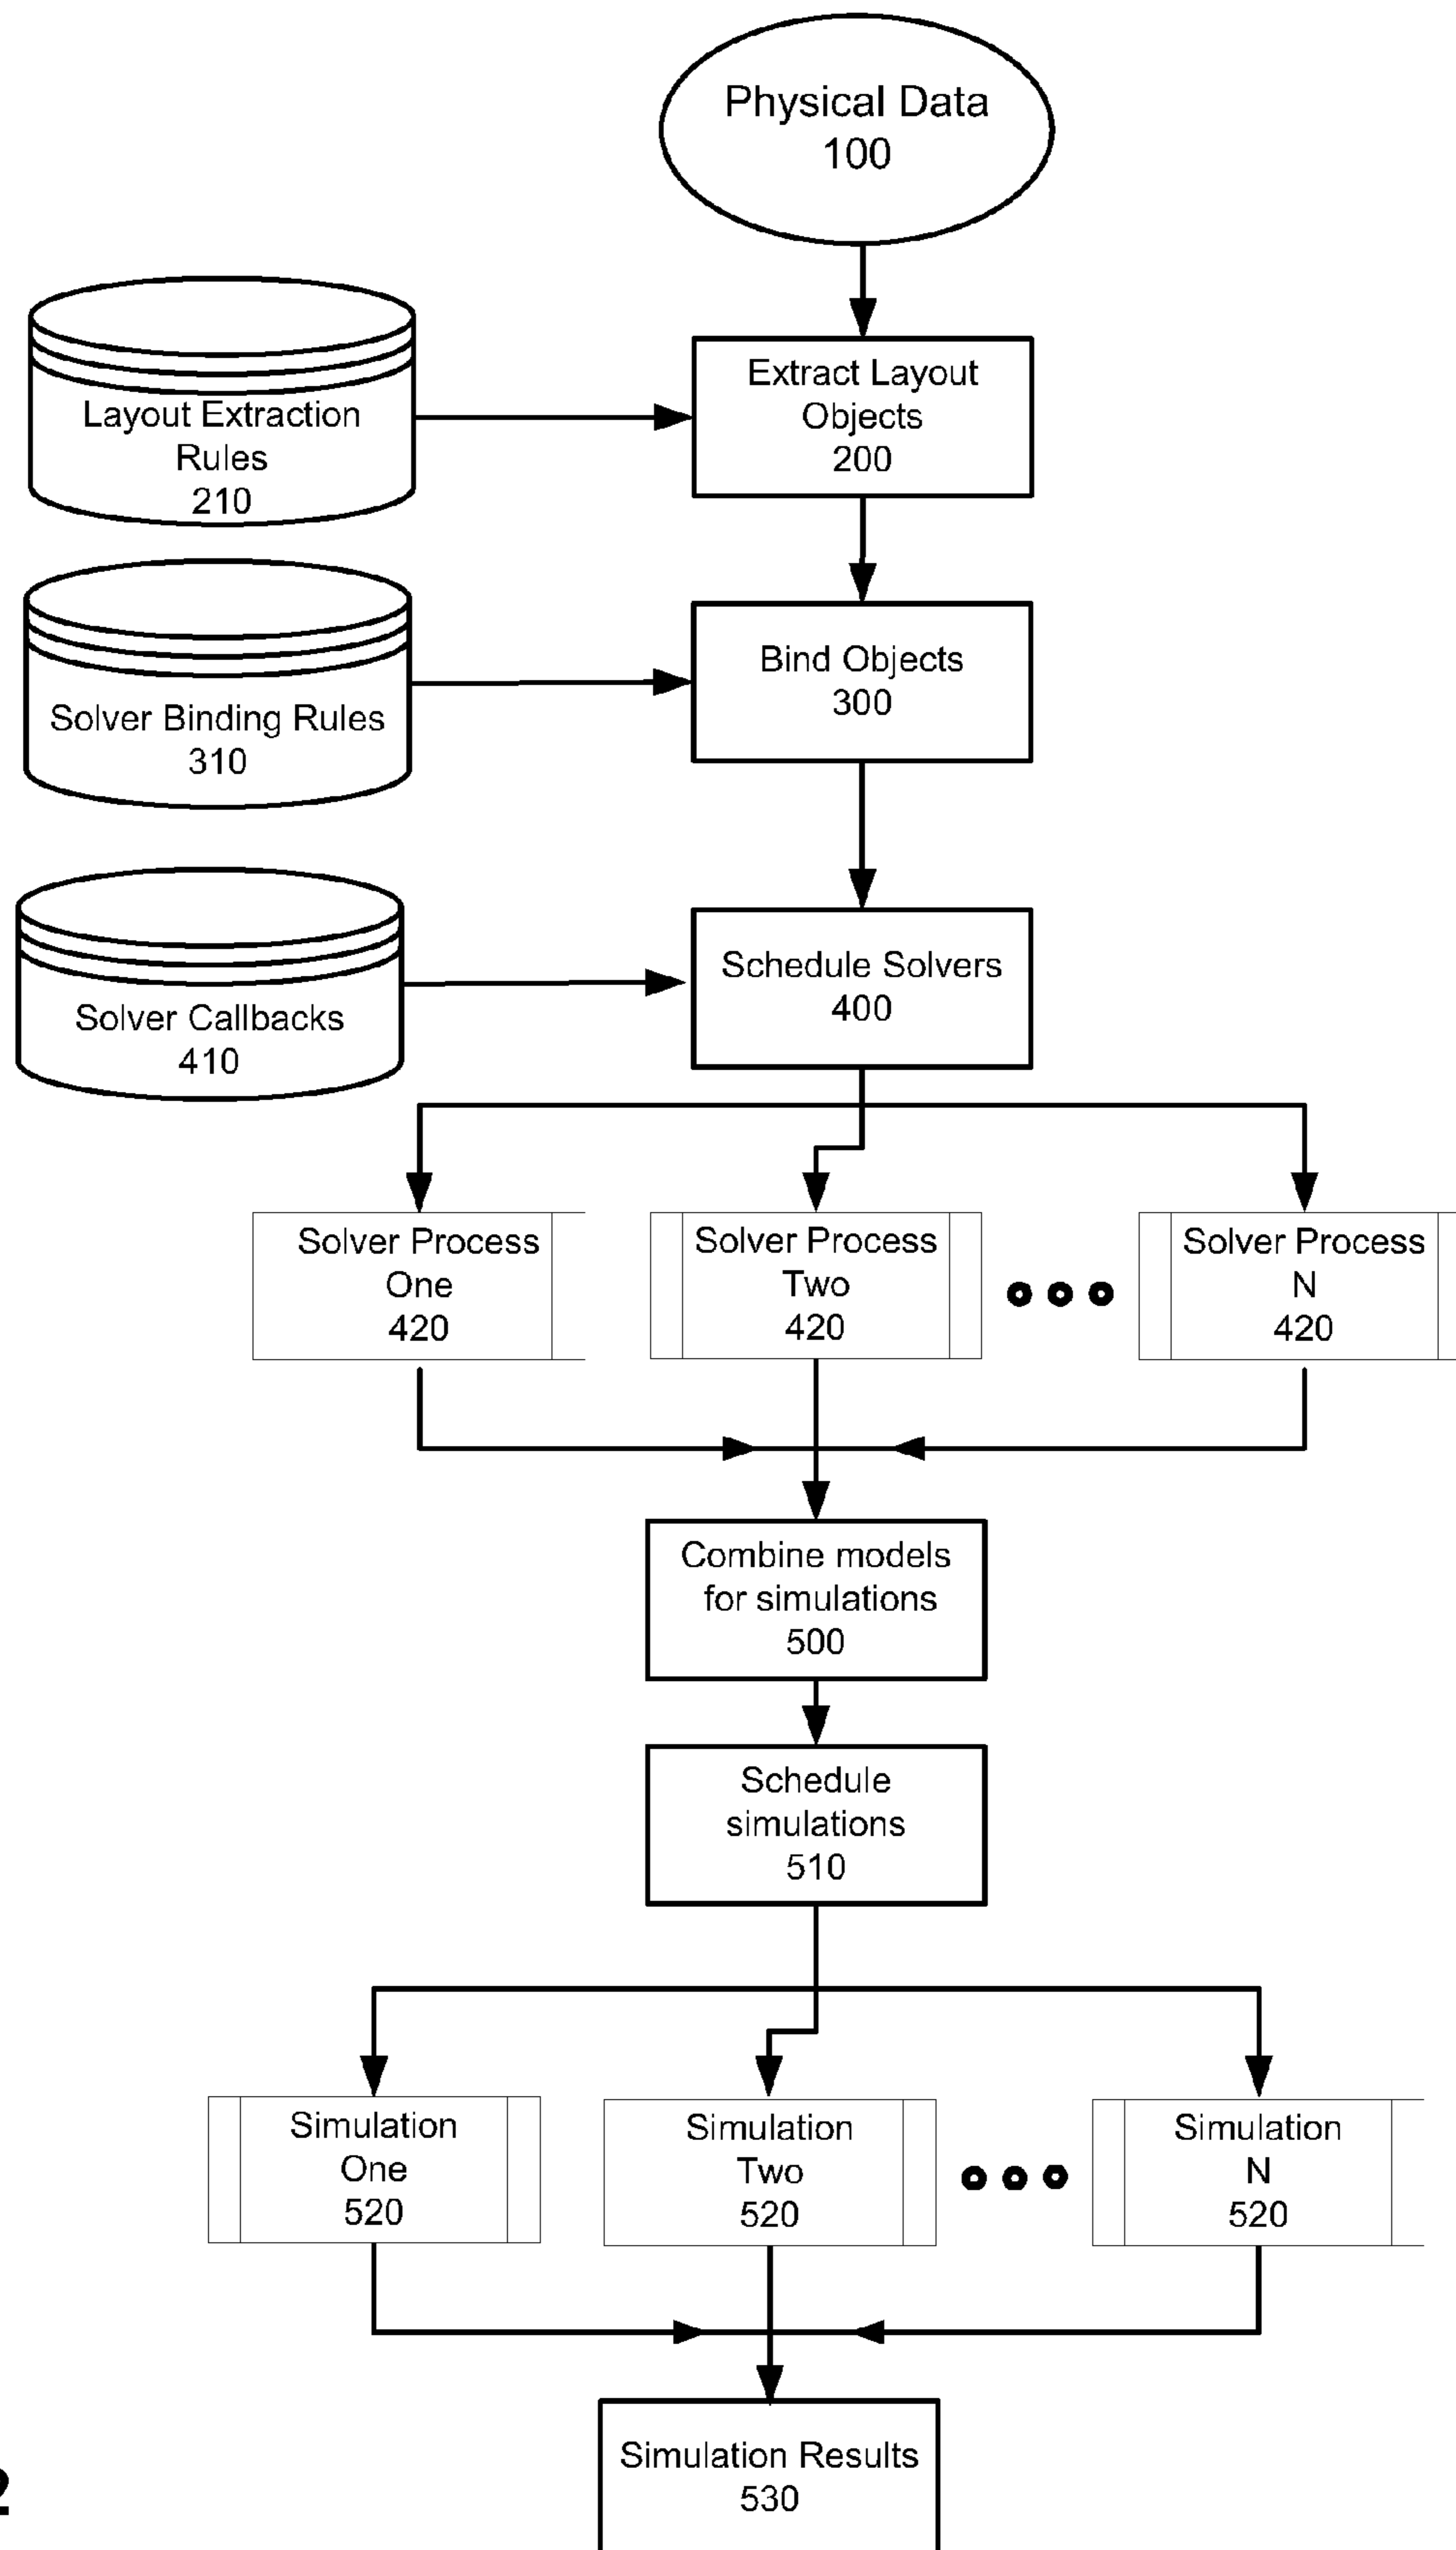 Physical Data
100
Layout Extraction
Rules
210
Extract Layout
Objects
200
Solver Binding Rules
310
Bind Objects
300
Solver Callbacks
410
Schedule Solvers
400
Solver Process
One
420
Solver Process
Two
420
Solver Process
N
420
Combine models
for simulations
500
Schedule
simulations
510
Simulation
One
520
Simulation
Two
520
Simulation
N
520
Simulation Results
530